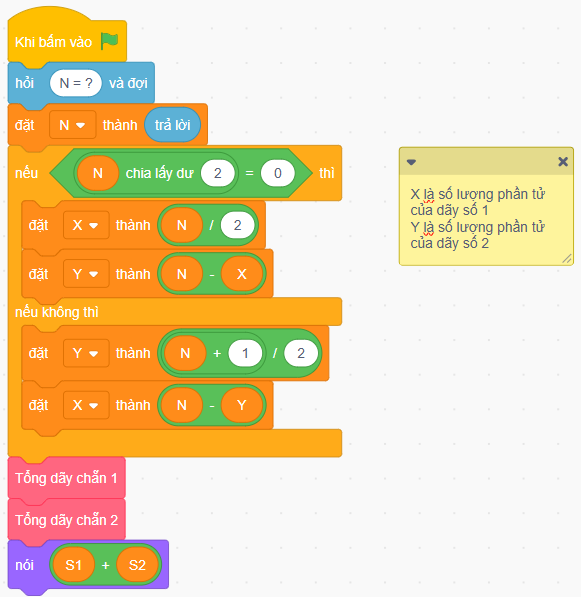 Khi bấm vào
hỏi N = ? và đợi
đặt N thành trả lời
nếu N chia lấy dư 2 = 0 thì
đặt X thành N / 2
đặt Y thành N - X
nếu không thì
đặt Y thành N + 1 / 2
đặt X thành N - Y
Tổng dãy chẵn 1
Tổng dãy chẵn 2
nói S1 + S2
X là số lượng phần tử
của dãy số 1
Y là số lượng phần tử
của dãy số 2